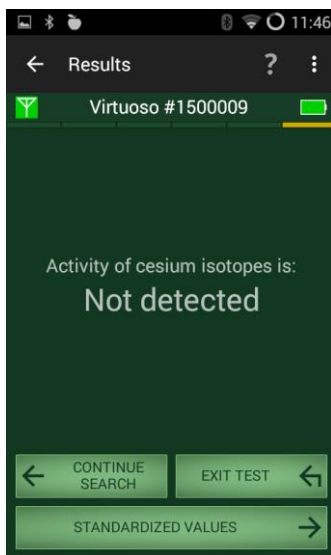 11:46
Results ?
Virtuoso #1500009
Activity of cesium isotopes is:
Not detected
CONTINUE
SEARCH
EXIT TEST
STANDARDIZED VALUES